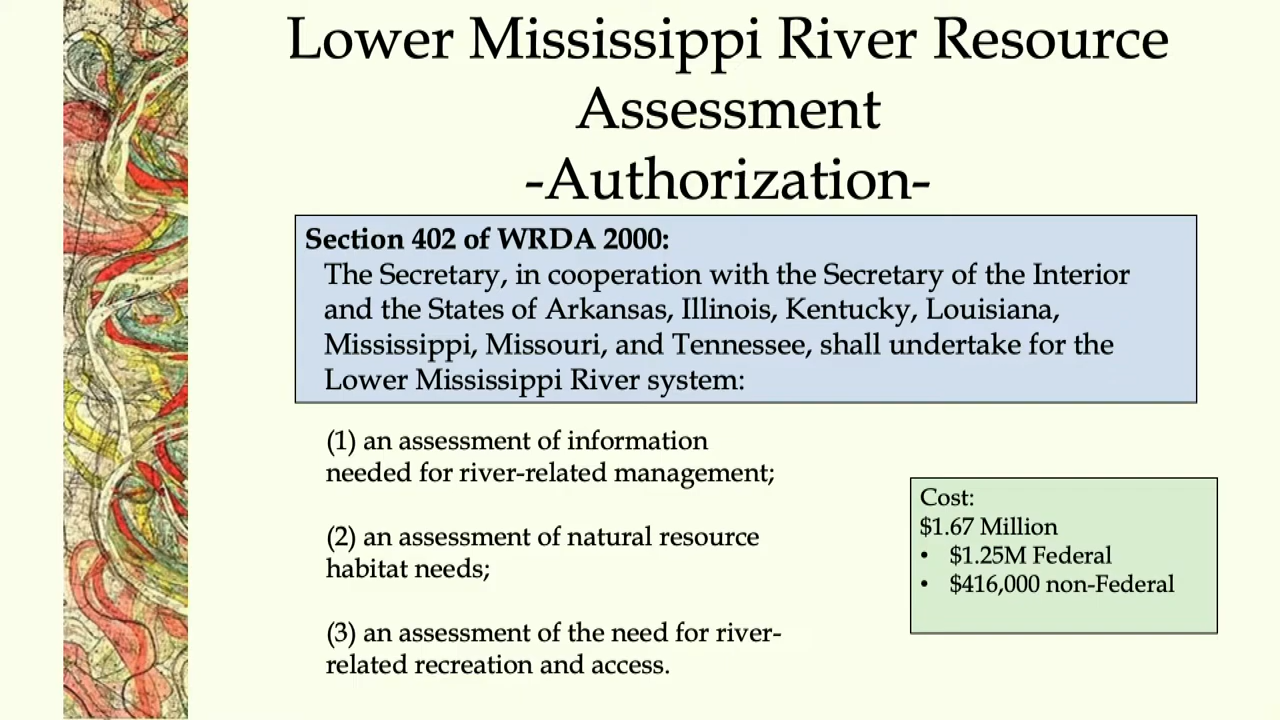 Lower Mississippi River Resource
Assessment
-Authorization-
Section 402 of WRDA 2000:
The Secretary, in cooperation with the Secretary of the Interior
and the States of Arkansas, Illinois, Kentucky, Louisiana,
Mississippi, Missouri, and Tennessee, shall undertake for the
Lower Mississippi River system:
(1) an assessment of information
needed for river-related management;
(2) an assessment of natural resource
habitat needs;
(3) an assessment of the need for river-
related recreation and access.
Cost:
$1.67 Million
• $1.25M Federal
• $416,000 non-Federal